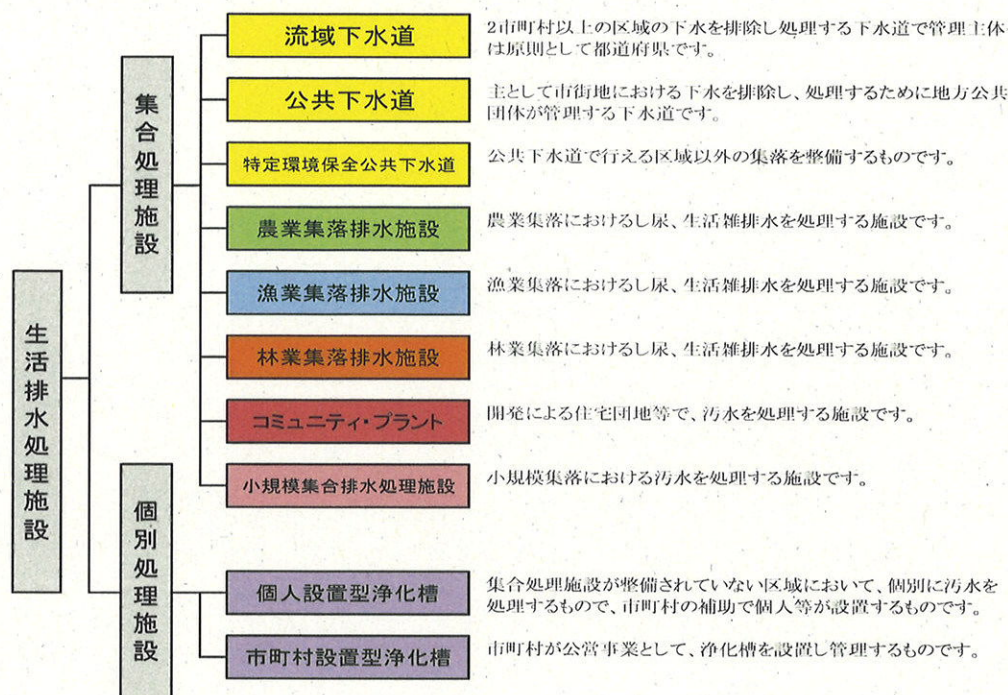 生活排水処理施設
集合処理施設
流域下水道
2市町村以上の区域の下水を排除し処理する下水道で管理主体
は原則として都道府県です。
公共下水道
主として市街地における下水を排除し、処理するために地方公共
団体が管理する下水道です。
特定環境保全公共下水道
公共下水道で行える区域以外の集落を整備するものです。
農業集落排水施設
農業集落におけるし尿、生活雑排水を処理する施設です。
漁業集落排水施設
漁業集落におけるし尿、生活雑排水を処理する施設です。
林業集落排水施設
林業集落におけるし尿、生活雑排水を処理する施設です。
コミュニティ・プラント
開発による住宅団地等で、汚水を処理する施設です。
小規模集合排水処理施設
小規模集落における汚水を処理する施設です。
個別処理施設
個人設置型浄化槽
集合処理施設が整備されていない区域において、個別に汚水を
処理するもので、市町村の補助で個人等が設置するものです。
市町村設置型浄化槽
市町村が公営事業として、浄化槽を設置し管理するものです。